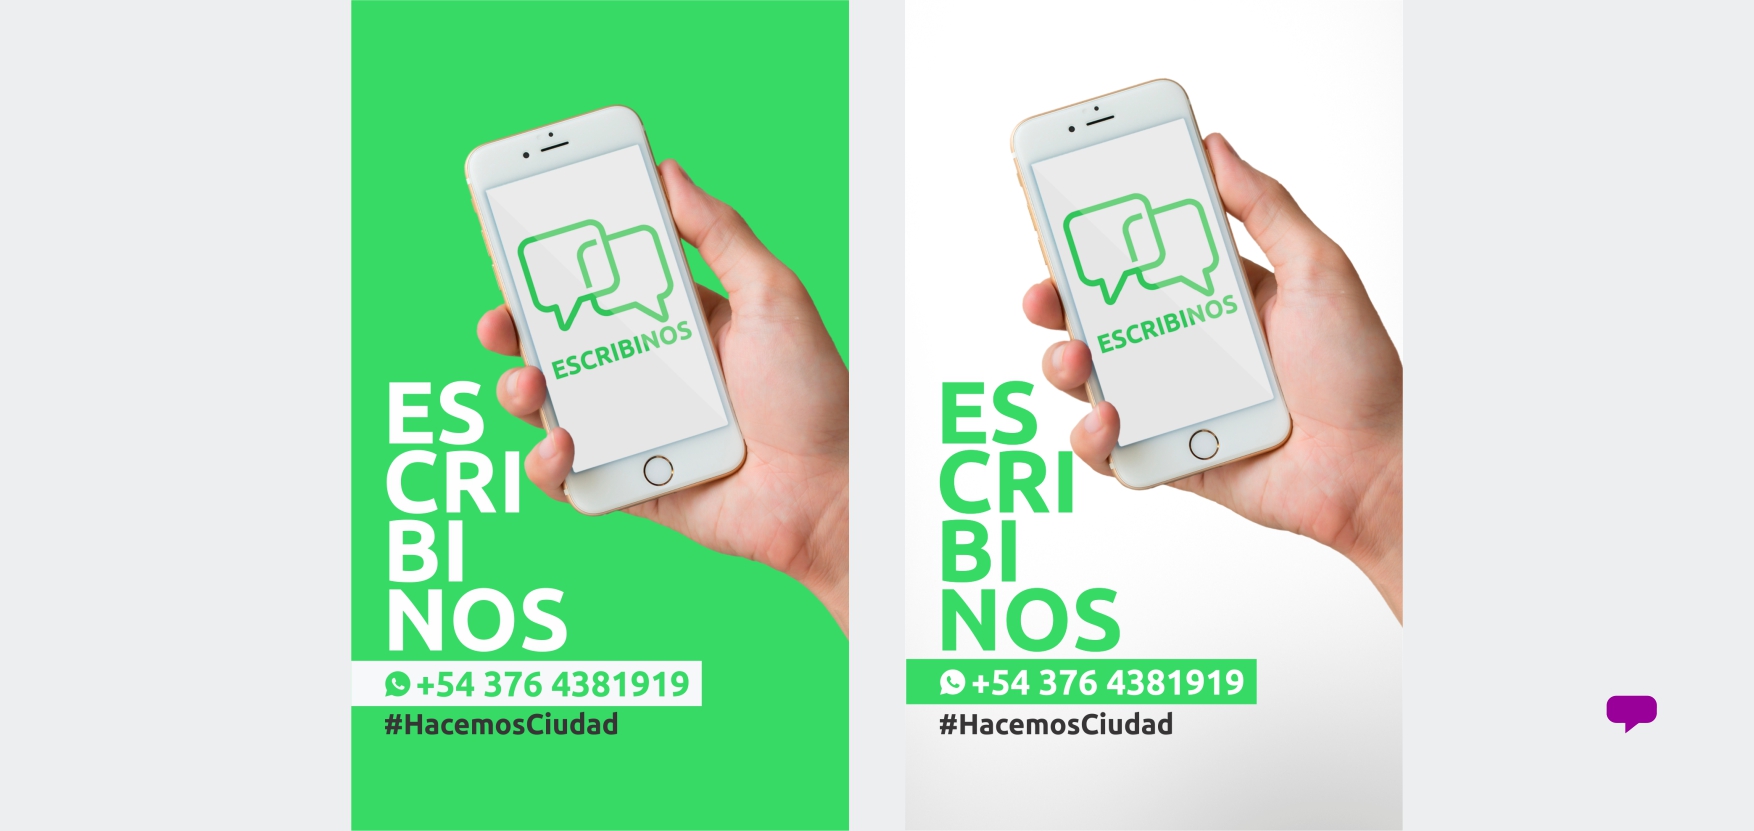 ESCRIBINOS
ES
CRI
BI
NOS
+54 376 4381919
#HacemosCiudad
ESCRIBINOS
ES
CRI
BI
NOS
+54 376 4381919
#HacemosCiudad